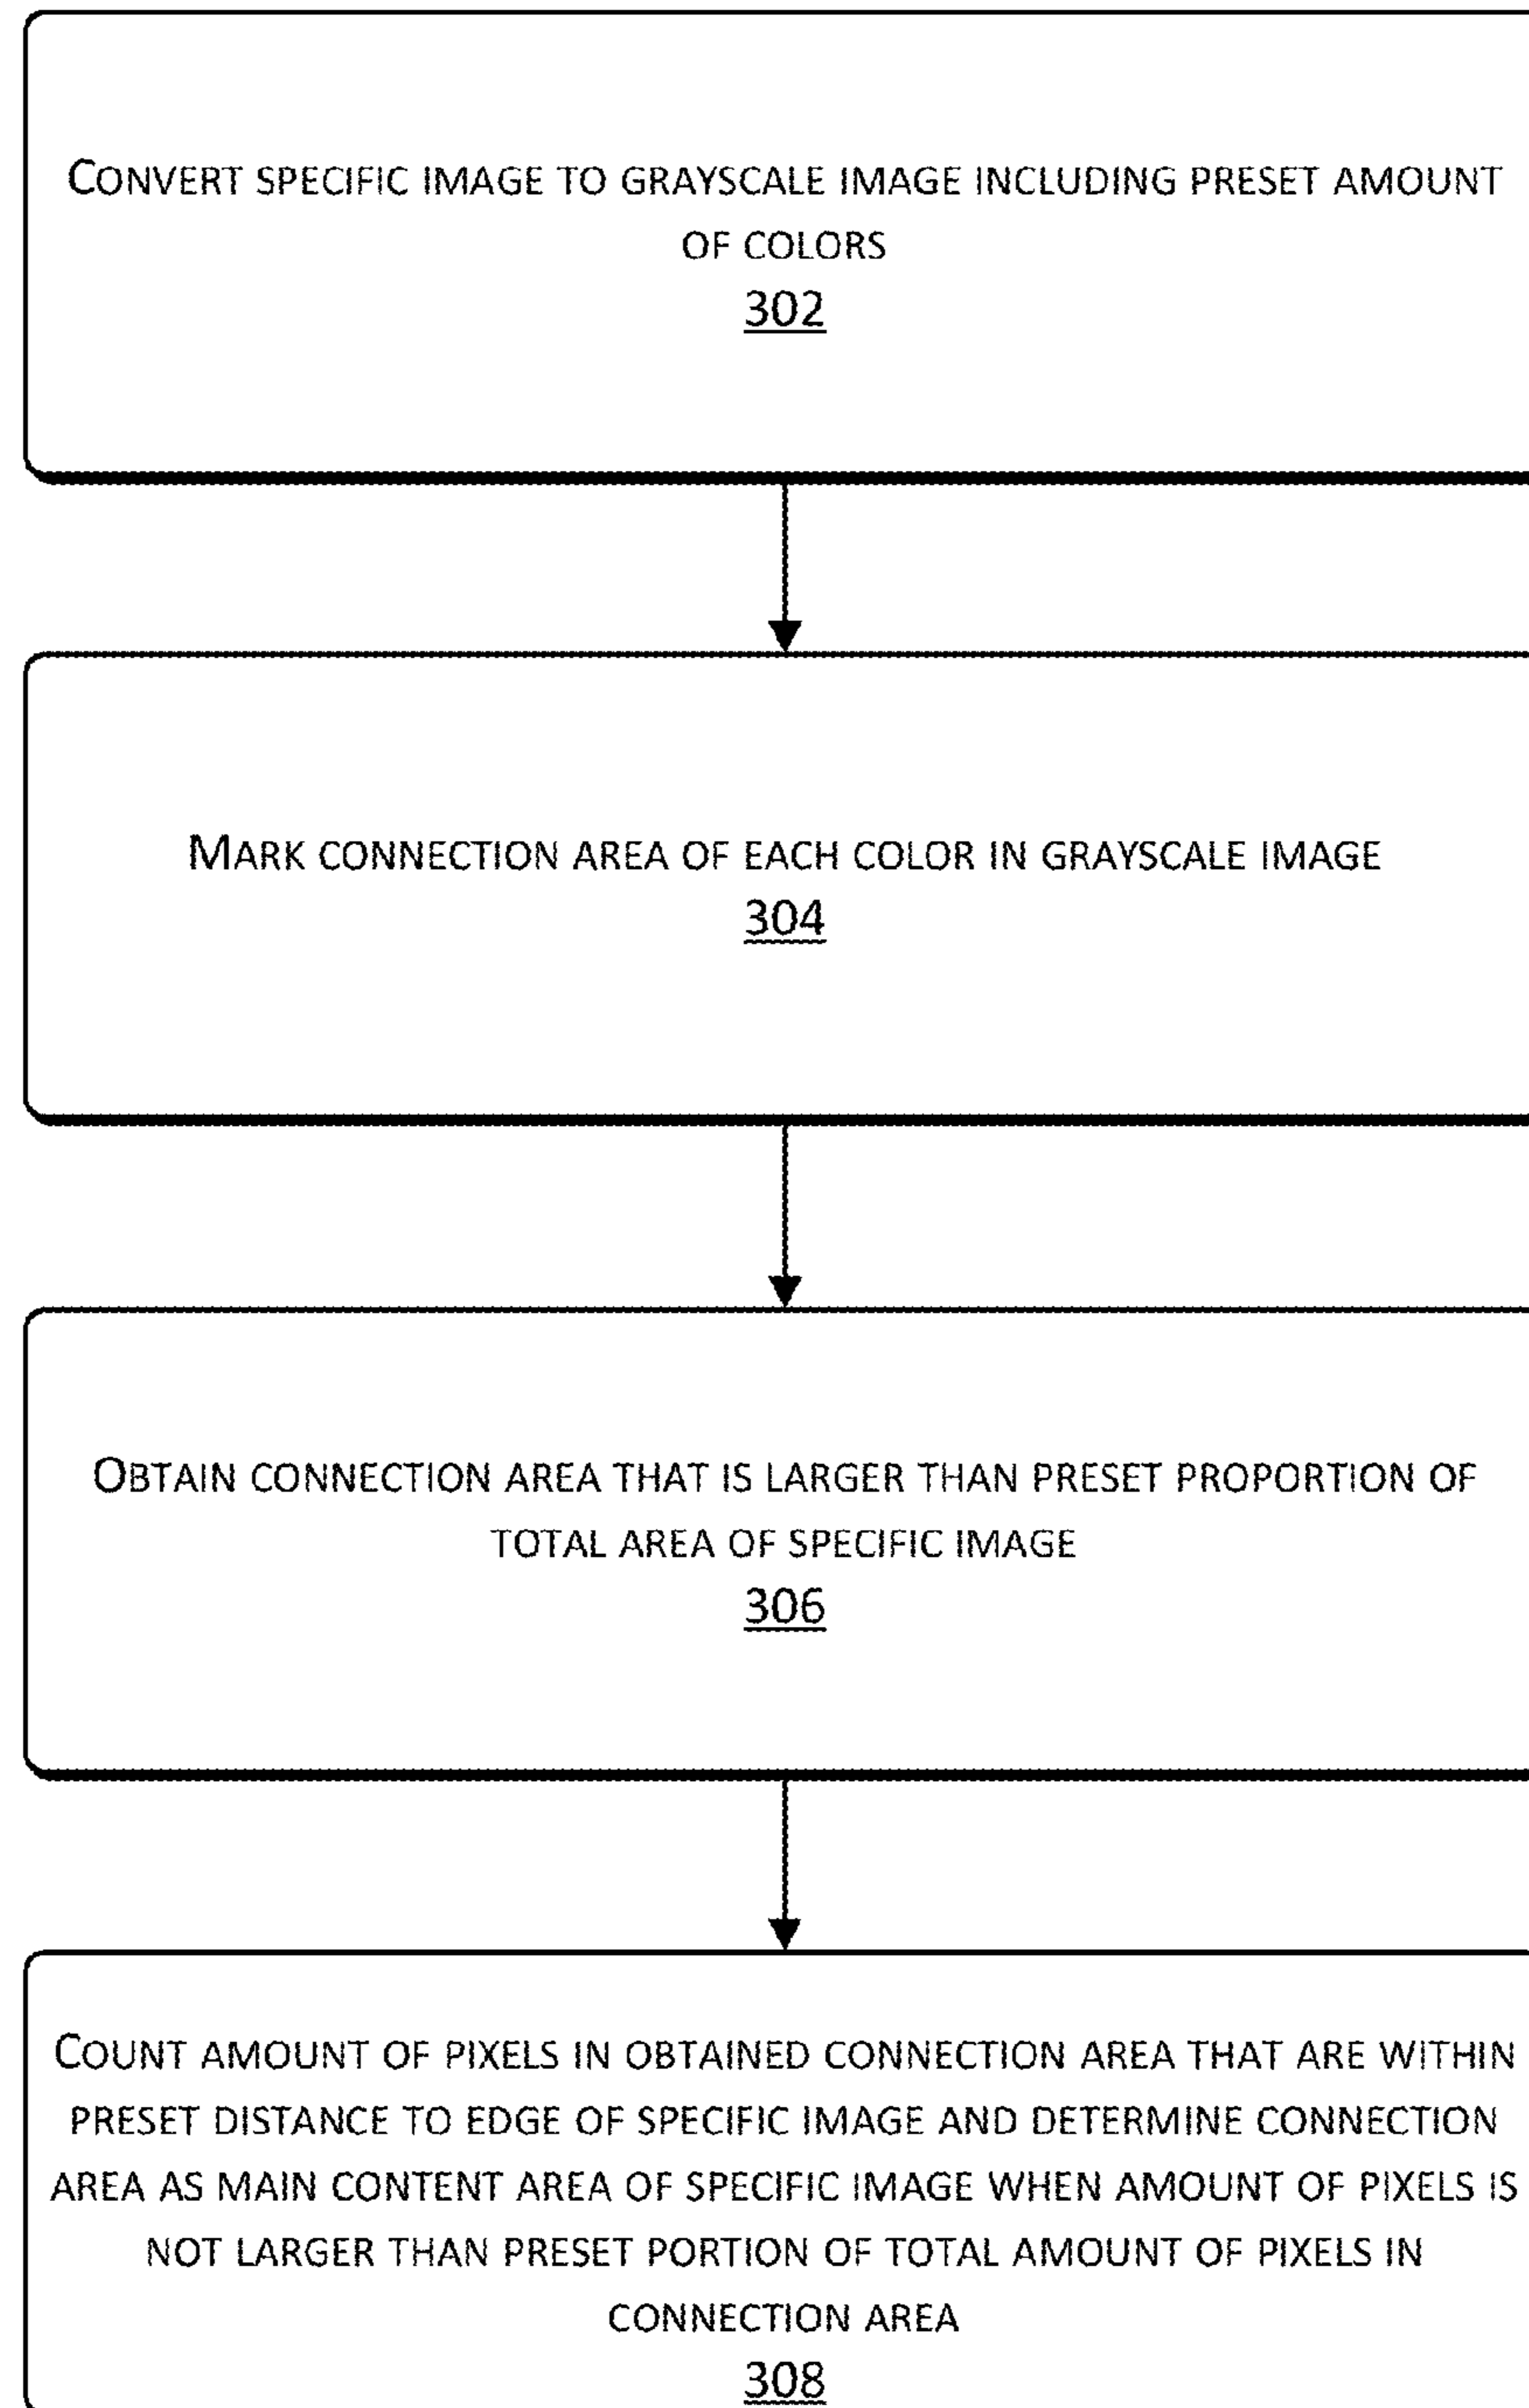 CONVERT SPECIFIC IMAGE TO GRAYSCALE IMAGE INCLUDING PRESET AMOUNT
OF COLORS
302
MARK CONNECTION AREA OF EACH COLOR IN GRAYSCALE IMAGE
304
OBTAIN CONNECTION AREA THAT IS LARGER THAN PRESET PROPORTION OF
TOTAL AREA OF SPECIFIC IMAGE
306
COUNT AMOUNT OF PIXELS IN OBTAINED CONNECTION AREA THAT ARE WITHIN
PRESET DISTANCE TO EDGE OF SPECIFIC IMAGE AND DETERMINE CONNECTION
AREA AS MAIN CONTENT AREA OF SPECIFIC IMAGE WHEN AMOUNT OF PIXELS IS
NOT LARGER THAN PRESET PORTION OF TOTAL AMOUNT OF PIXELS IN
CONNECTION AREA
308